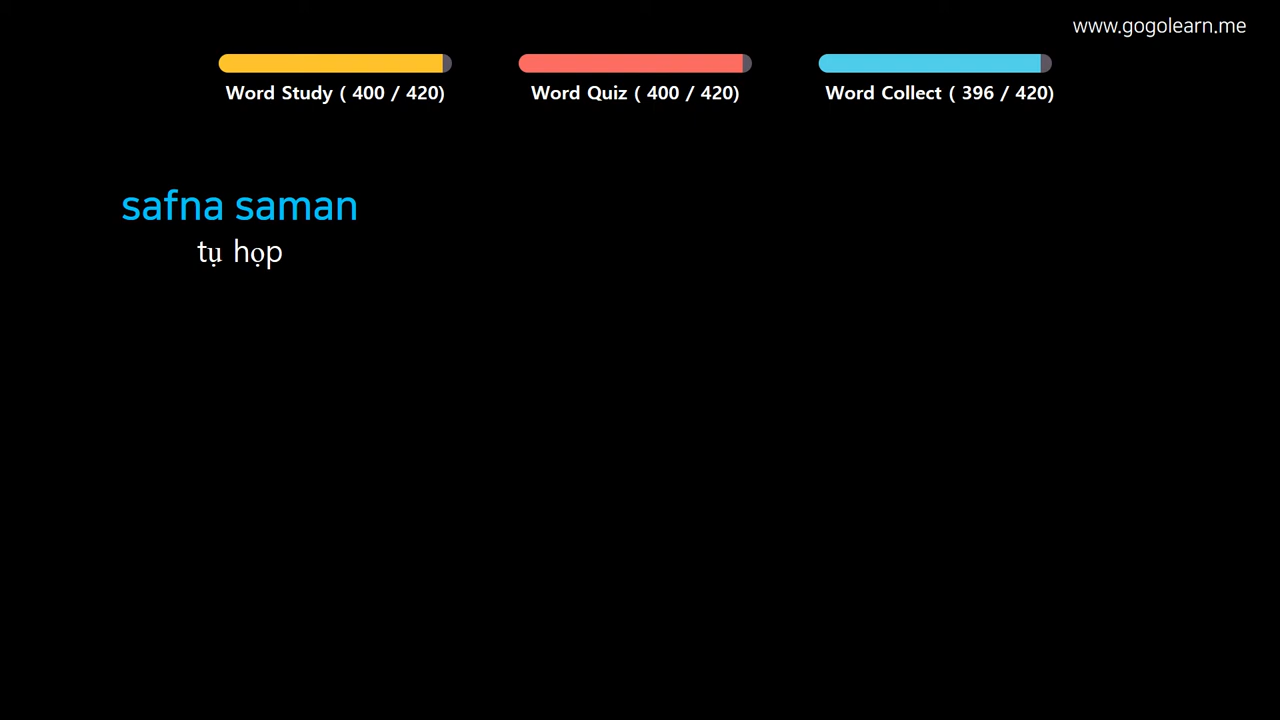 www.gogolearn.me
Word Study ( 400 / 420)
Word Quiz ( 400 / 420)
Word Collect ( 396 / 420)
safna saman
tụ họp